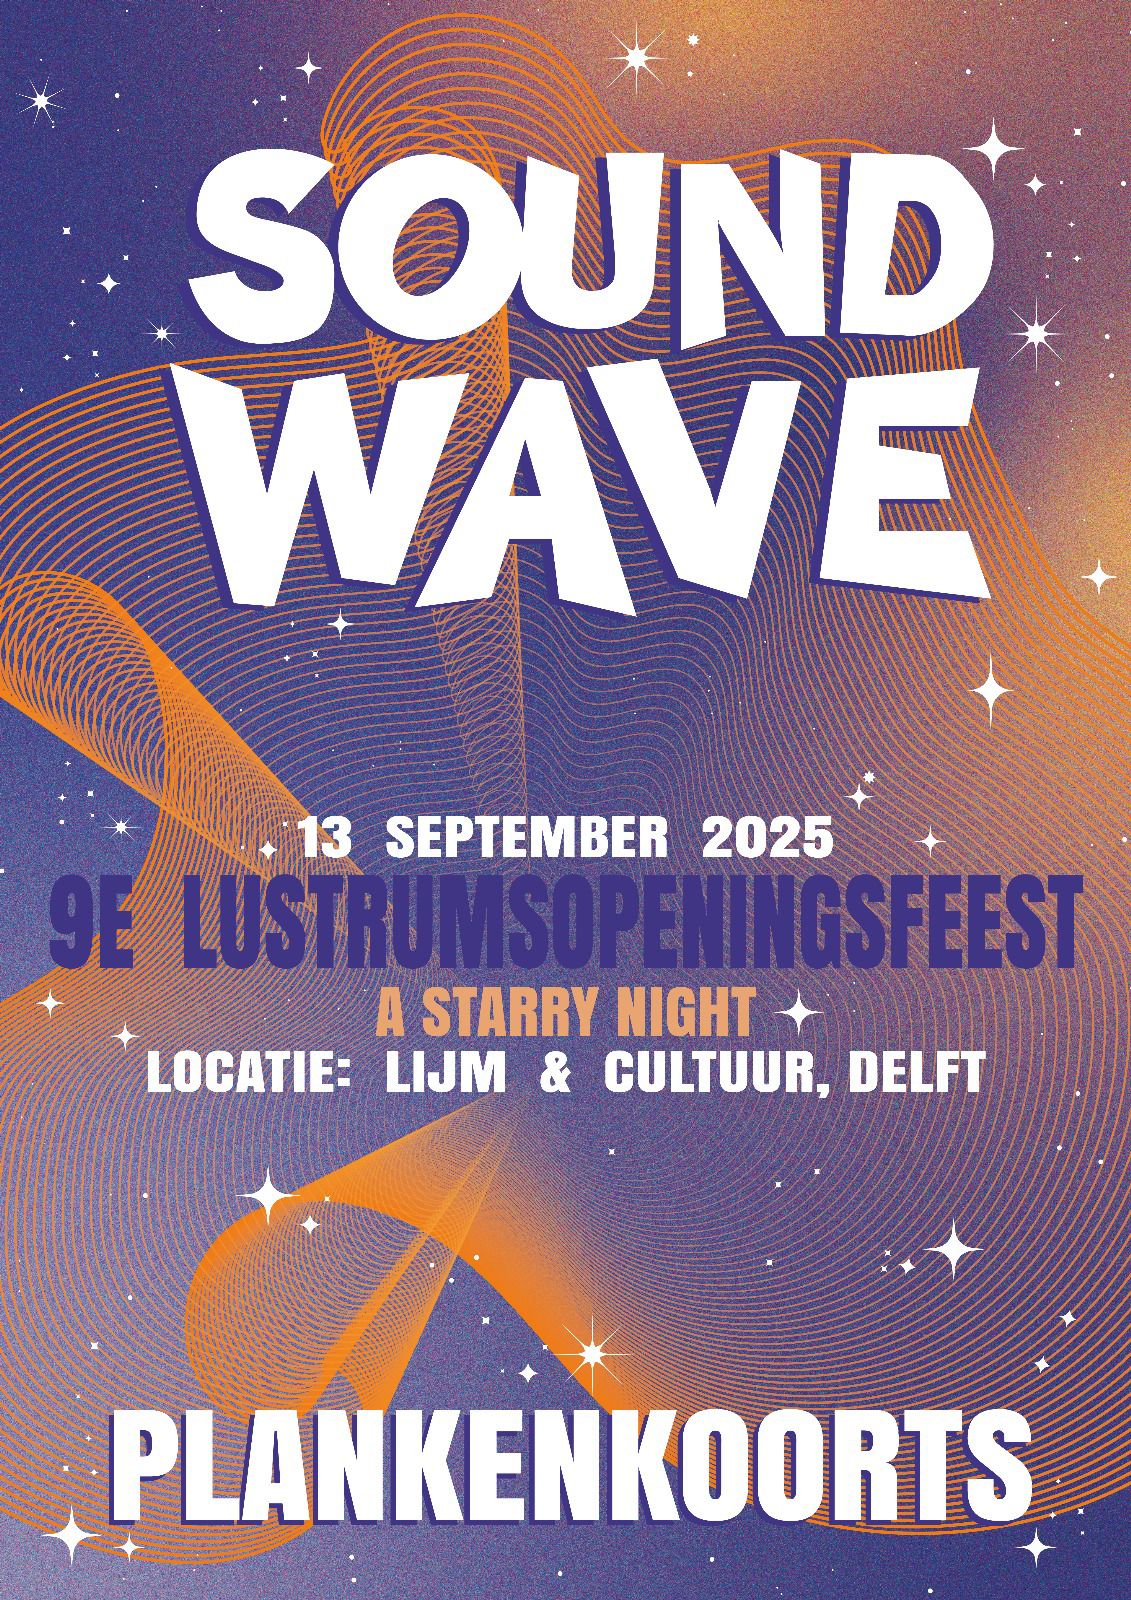 SOUND
WAVE
13 SEPTEMBER 2025
9E LUSTRUMSOPENINGSFEEST
A STARRY NIGHT
LOCATIE: LIJM & CULTUUR, DELFT
PLANKENKOORTS